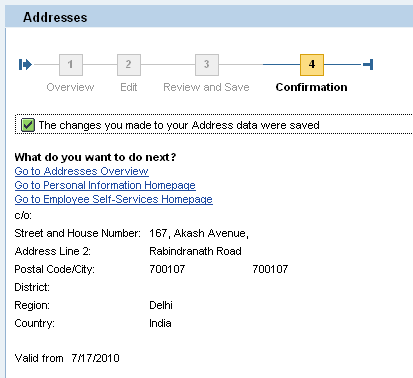 Addresses
1 2 3 4
Overview Edit Review and Save Confirmation
The changes you made to your Address data were saved
What do you want to do next?
Go to Addresses Overview
Go to Personal Information Homepage
Go to Employee Self-Services Homepage
c/o:
Street and House Number: 167, Akash Avenue,
Address Line 2: Rabindranath Road
Postal Code/City: 700107 700107
District:
Region: Delhi
Country: India
Valid from 7/17/2010